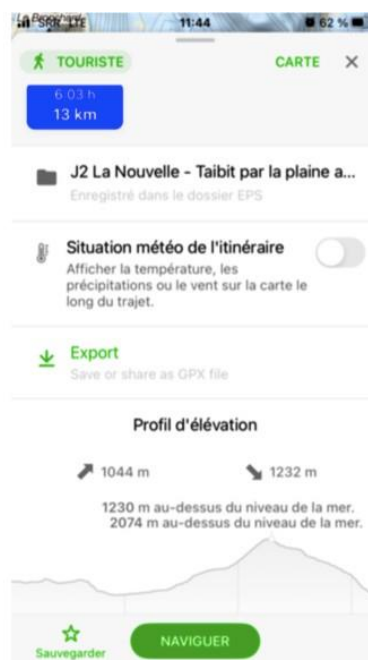 SFR LTE 11:44 62 %
TOURISTE CARTE
6:03 h
13 km
J2 La Nouvelle - Taibit par la plaine a...
Enregistré dans le dossier EPS
Situation météo de l'itinéraire
Afficher la température, les
précipitations ou le vent sur la carte le
long du trajet.
Export
Save or share as GPX file
Profil d'élévation
1044 m 1232 m
1230 m au-dessus du niveau de la mer.
2074 m au-dessus du niveau de la mer.
Sauvegarder NAVIGUER